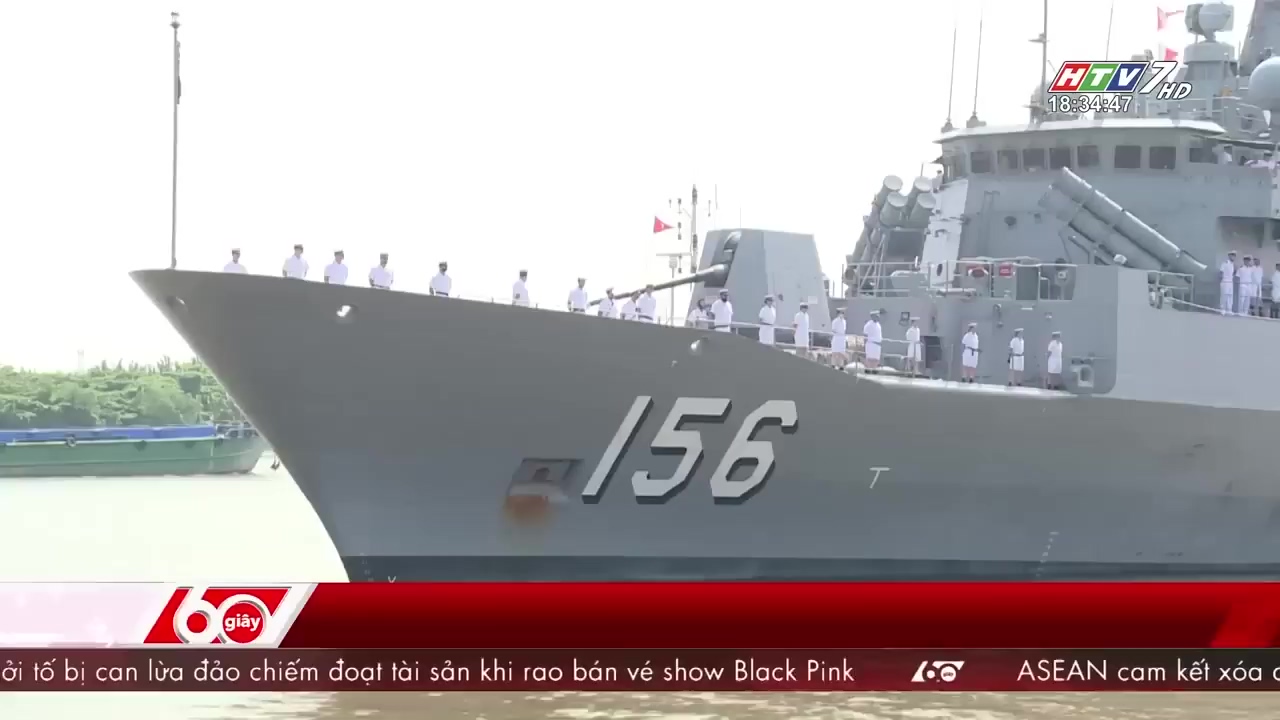 HTV7 HD
18:34:47
156
T
60 giây
ởi tố bị can lừa đảo chiếm đoạt tài sản khi rao bán vé show Black Pink 60 ASEAN cam kết xóa